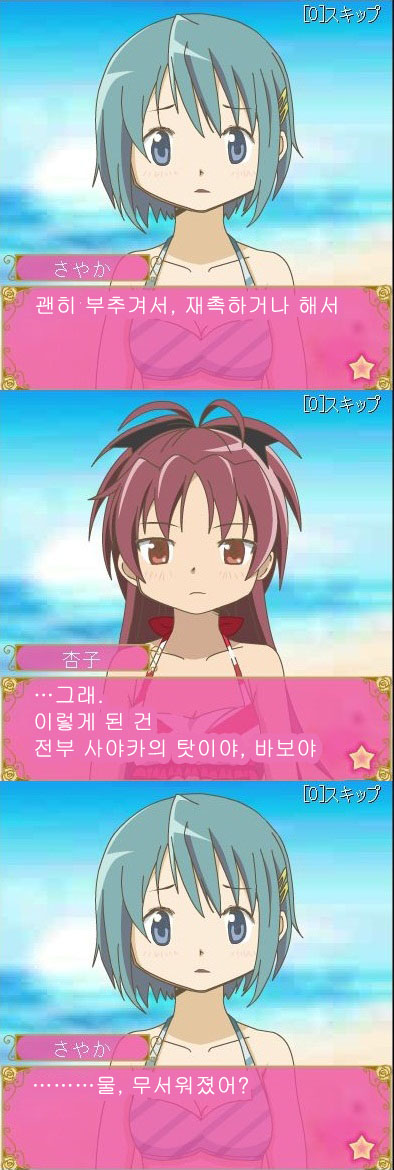 [0]スキップ
さやか
괜히 부추겨서, 재촉하거나 해서
[0]スキップ
杏子
…그래.
이렇게 된 건
전부 사야카의 탓이야, 바보야
[0]スキップ
さやか
………물, 무서워졌어?